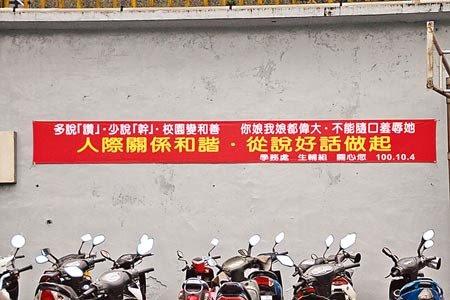 多說「讚」‧少說「幹」‧校園變和善　你娘我娘都偉大‧不能隨口羞辱她
人際關係和諧‧從說好話做起
學務處　生輔組　關心您　100.10.4